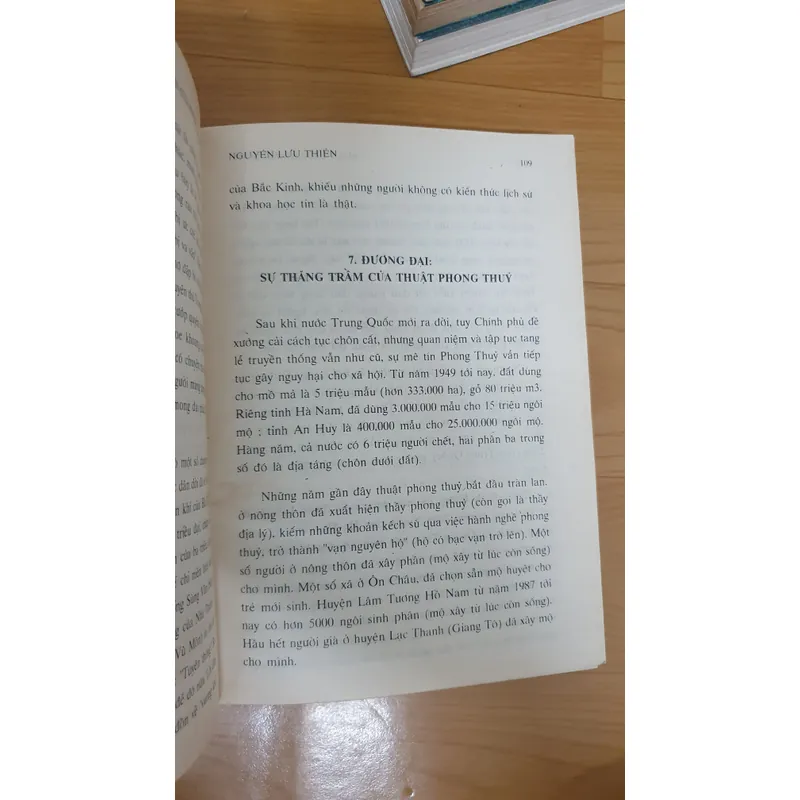 NGUYỄN LƯU THIÊN
109
của Bắc Kinh, khiến những người không có kiến thức lịch sử
và khoa học tin là thật.
7. ĐƯƠNG ĐẠI:
SỰ THĂNG TRẦM CỦA THUẬT PHONG THUỶ
Sau khi nước Trung Quốc mới ra đời, tuy Chính phủ đề
xướng cải cách tục chôn cất, nhưng quan niệm và tập tục tang
lễ truyền thống vẫn như cũ, sự mê tín Phong Thuỷ vẫn tiếp
tục gây nguy hại cho xã hội. Từ năm 1949 tới nay, đất dung
cho mồ mả là 5 triệu mẫu (hơn 333.000 ha), gỗ 80 triệu m3.
Riêng tỉnh Hà Nam, đã dùng 3.000.000 mẫu cho 15 triệu ngôi
mộ ; tỉnh An Huy là 400.000 mẫu cho 25.000.000 ngôi mộ.
Hàng năm, cả nước có 6 triệu người chết, hai phần ba trong
số đó là địa táng (chôn dưới đất).
Những năm gần đây thuật phong thuỷ bắt đầu tràn lan.
ở nông thôn đã xuất hiện thầy phong thuỷ (còn gọi là thầy
địa lý), kiếm những khoản kếch sù qua việc hành nghề phong
thuỷ, trở thành "vạn nguyên hộ" (hộ có bạc vạn trở lên). Một
số người ở nông thôn đã xây phần (mộ xây từ lúc còn sống)
cho mình. Một số xã ở Ôn Châu, đã chọn sẵn mộ huyệt cho
trẻ mới sinh. Huyện Lâm Tương Hồ Nam từ năm 1987 tới
nay có hơn 5000 ngôi sinh phần (mộ xây từ lúc còn sống).
Hầu hết người già ở huyện Lạc Thanh (Giang Tô) đã xây mộ
cho mình.